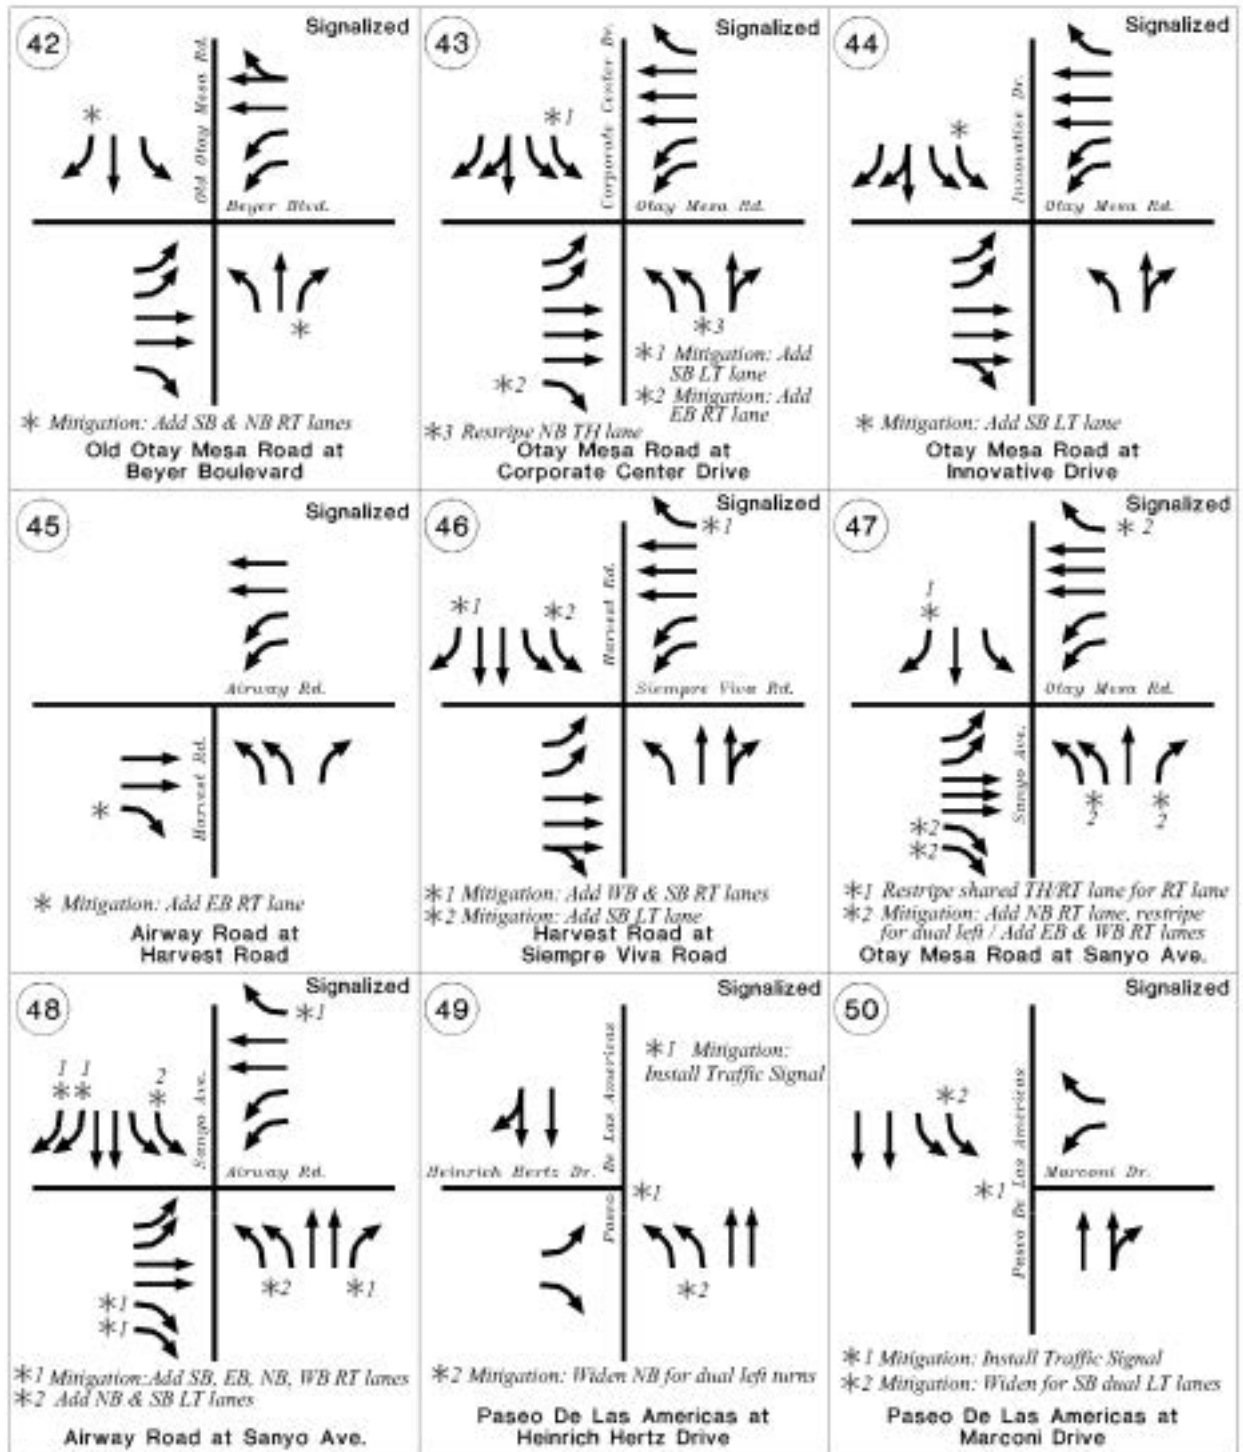 42
Signalized
Old Otay Mesa Rd.
*
Beyer Blvd.
*
* Mitigation: Add SB & NB RT lanes
Old Otay Mesa Road at
Beyer Boulevard
43
Signalized
Corporate Center Dr.
*1
Otay Mesa Rd.
*3
*1 Mitigation: Add
SB LT lane
*2
*2 Mitigation: Add
EB RT lane
*3 Restripe NB TH lane
Otay Mesa Road at
Corporate Center Drive
44
Signalized
Innovative Dr.
*
Otay Mesa Rd.
* Mitigation: Add SB LT lane
Otay Mesa Road at
Innovative Drive
45
Signalized
Airway Rd.
Harvest Rd.
*
* Mitigation: Add EB RT lane
Airway Road at
Harvest Road
46
Signalized
*1
Harvest Rd.
*1
*2
Siempre Viva Rd.
*1 Mitigation: Add WB & SB RT lanes
*2 Mitigation: Add SB LT lane
Harvest Road at
Siempre Viva Road
47
Signalized
* 2
1
*
Otay Mesa Rd.
Sanyo Ave.
*
2
*
2
*2
*2
*1 Restripe shared TH/RT lane for RT lane
*2 Mitigation: Add NB RT lane, restripe
for dual left / Add EB & WB RT lanes
Otay Mesa Road at Sanyo Ave.
48
Signalized
*1
1 1
* *
2
*
Sanyo Ave.
Airway Rd.
*2
*1
*1
*1
*1 Mitigation:Add SB, EB, NB, WB RT lanes
*2 Add NB & SB LT lanes
Airway Road at Sanyo Ave.
49
Signalized
Paseo De Las Americas
*1 Mitigation:
Install Traffic Signal
Heinrich Hertz Dr.
*1
*2
*2 Mitigation: Widen NB for dual left turns
Paseo De Las Americas at
Heinrich Hertz Drive
50
Signalized
Paseo De Las Americas
*2
Marconi Dr.
*1
*1 Mitigation: Install Traffic Signal
*2 Mitigation: Widen for SB dual LT lanes
Paseo De Las Americas at
Marconi Drive